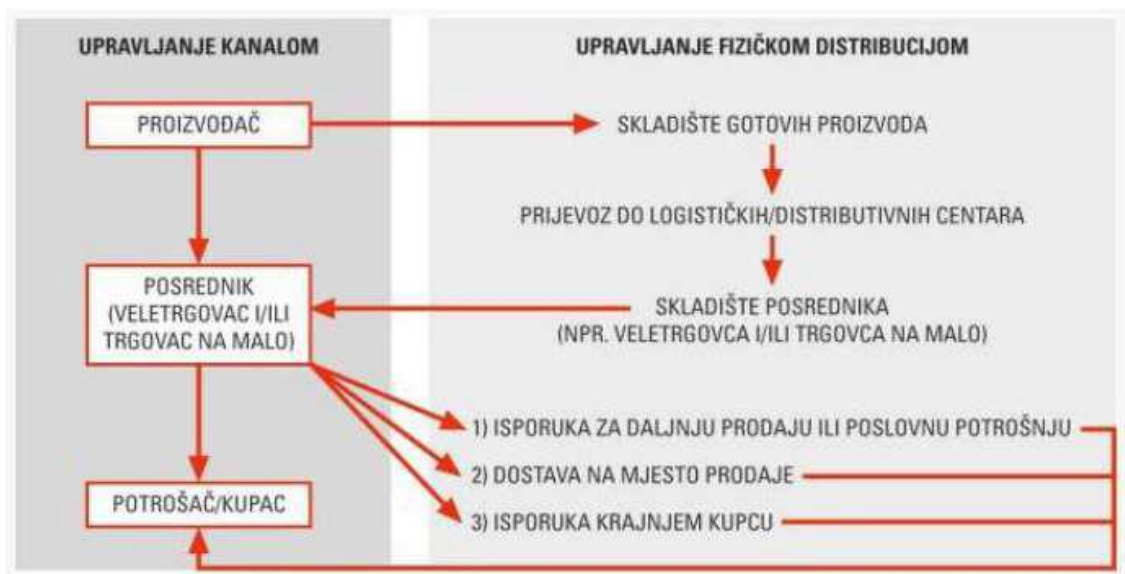 UPRAVLJANJE KANALOM
UPRAVLJANJE FIZIČKOM DISTRIBUCIJOM
PROIZVOĐAČ
SKLADIŠTE GOTOVIH PROIZVODA
PRIJEVOZ DO LOGISTIČKIH/DISTRIBUTIVNIH CENTARA
POSREDNIK
(VELETRGOVAC I/ILI
TRGOVAC NA MALO)
SKLADIŠTE POSREDNIKA
(NPR. VELETRGOVCA I/ILI TRGOVCA NA MALO)
1) ISPORUKA ZA DALJNJU PRODAJU ILI POSLOVNU POTROŠNJU
2) DOSTAVA NA MJESTO PRODAJE
3) ISPORUKA KRAJNJEM KUPCU
POTROŠAČ/KUPAC